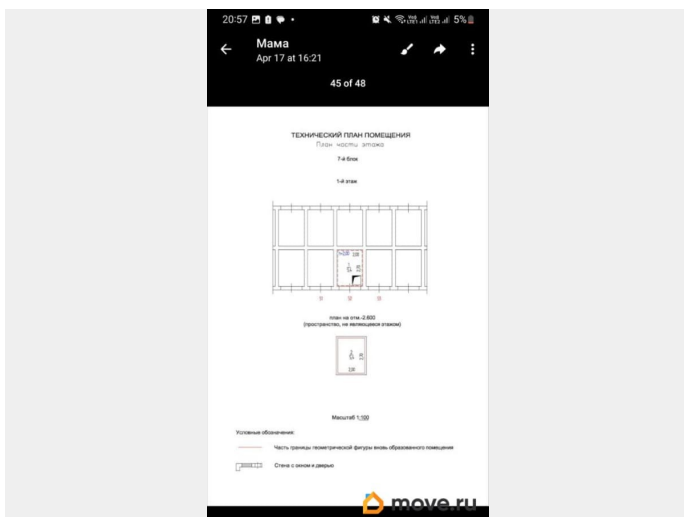 20:57
5%
Мама
Apr 17 at 16:21
45 of 48
ТЕХНИЧЕСКИЙ ПЛАН ПОМЕЩЕНИЯ
План части этажа
7-й блок
1-й этаж
план на отм.-2.600
(пространство, не являющееся этажом)
Масштаб 1:100
Условные обозначения:
Часть границы геометрической фигуры вновь образованного помещения
Стена с окном и дверью
move.ru